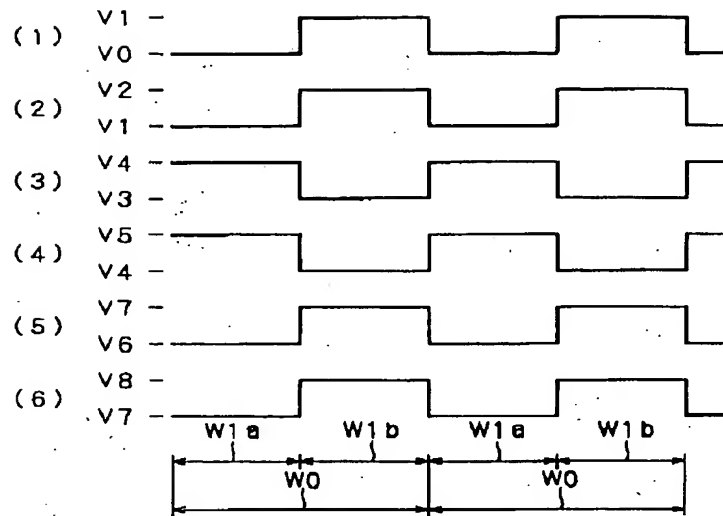 V1
(1)
V0
V2
(2)
V1
V4
(3)
V3
V5
(4)
V4
V7
(5)
V6
V8
(6)
V7
W1a W1b W1a W1b
W0 W0